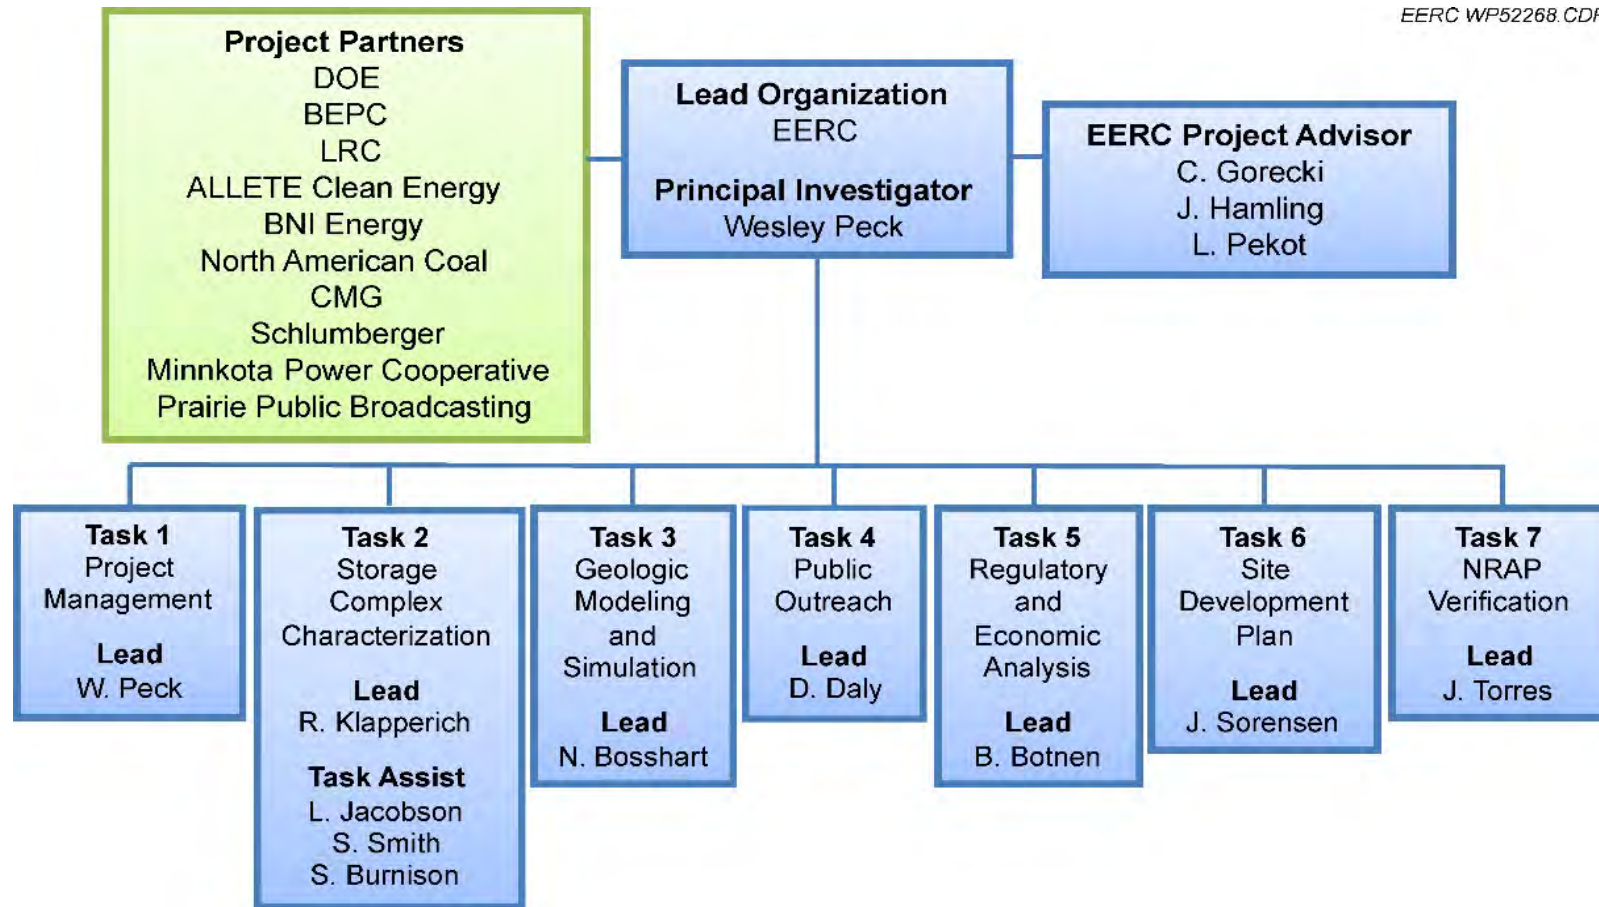 EERC WP52268.CDR
Project Partners
DOE
BEPC
LRC
ALLETE Clean Energy
BNI Energy
North American Coal
CMG
Schlumberger
Minnkota Power Cooperative
Prairie Public Broadcasting
Lead Organization
EERC
Principal Investigator
Wesley Peck
EERC Project Advisor
C. Gorecki
J. Hamling
L. Pekot
Task 1
Project
Management
Lead
W. Peck
Task 2
Storage
Complex
Characterization
Lead
R. Klapperich
Task Assist
L. Jacobson
S. Smith
S. Burnison
Task 3
Geologic
Modeling
and
Simulation
Lead
N. Bosshart
Task 4
Public
Outreach
Lead
D. Daly
Task 5
Regulatory
and
Economic
Analysis
Lead
B. Botnen
Task 6
Site
Development
Plan
Lead
J. Sorensen
Task 7
NRAP
Verification
Lead
J. Torres